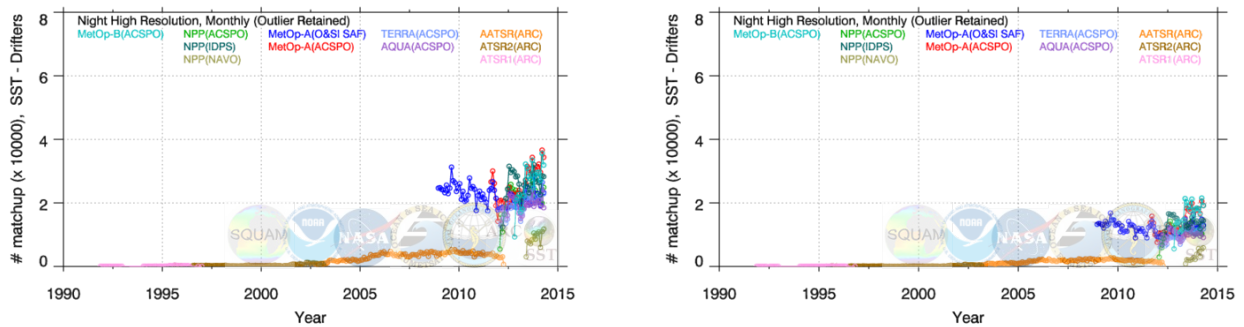 Night High Resolution, Monthly (Outlier Retained)
MetOp-B(ACSPO) NPP(ACSPO) MetOp-A(O&SI SAF) TERRA(ACSPO) AATSR(ARC)
NPP(IDPS) MetOp-A(ACSPO) AQUA(ACSPO) ATSR2(ARC)
NPP(NAVO) ATSR1(ARC)
# matchup (x 10000), SST - Drifters
8
6
4
2
0
SQUAM
NOAA
NASA
SST
1990 1995 2000 2005 2010 2015
Year
Night High Resolution, Monthly (Outlier Retained)
MetOp-B(ACSPO) NPP(ACSPO) MetOp-A(O&SI SAF) TERRA(ACSPO) AATSR(ARC)
NPP(IDPS) MetOp-A(ACSPO) AQUA(ACSPO) ATSR2(ARC)
NPP(NAVO) ATSR1(ARC)
# matchup (x 10000), SST - Drifters
8
6
4
2
0
SQUAM
NOAA
NASA
SST
1990 1995 2000 2005 2010 2015
Year